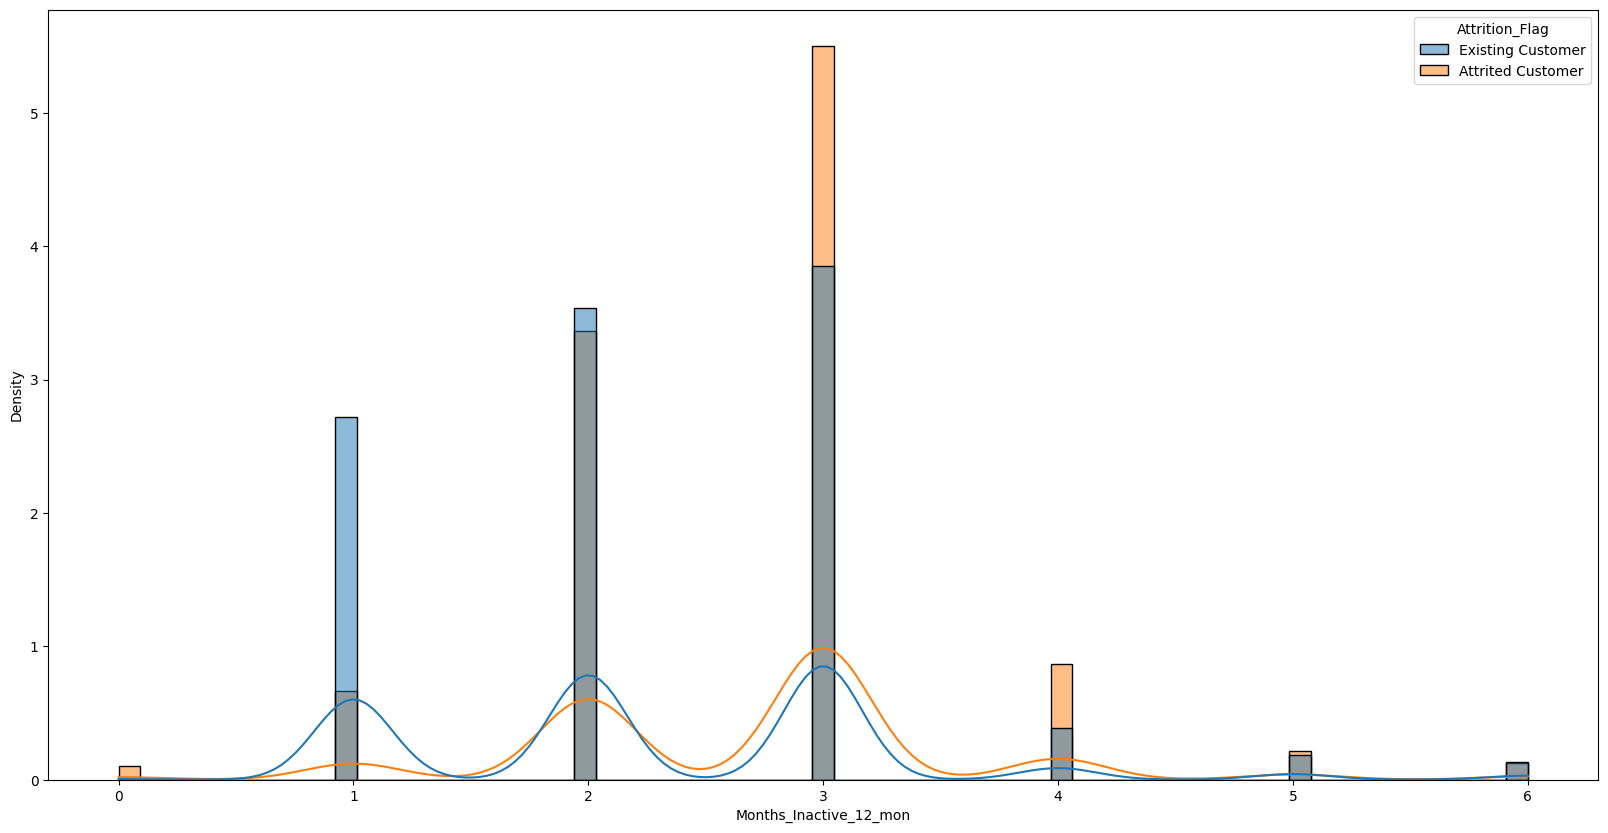 Attrition_Flag
Existing Customer
Attrited Customer
5
4
3
2
1
0
Density
0 1 2 3 4 5 6
Months_Inactive_12_mon